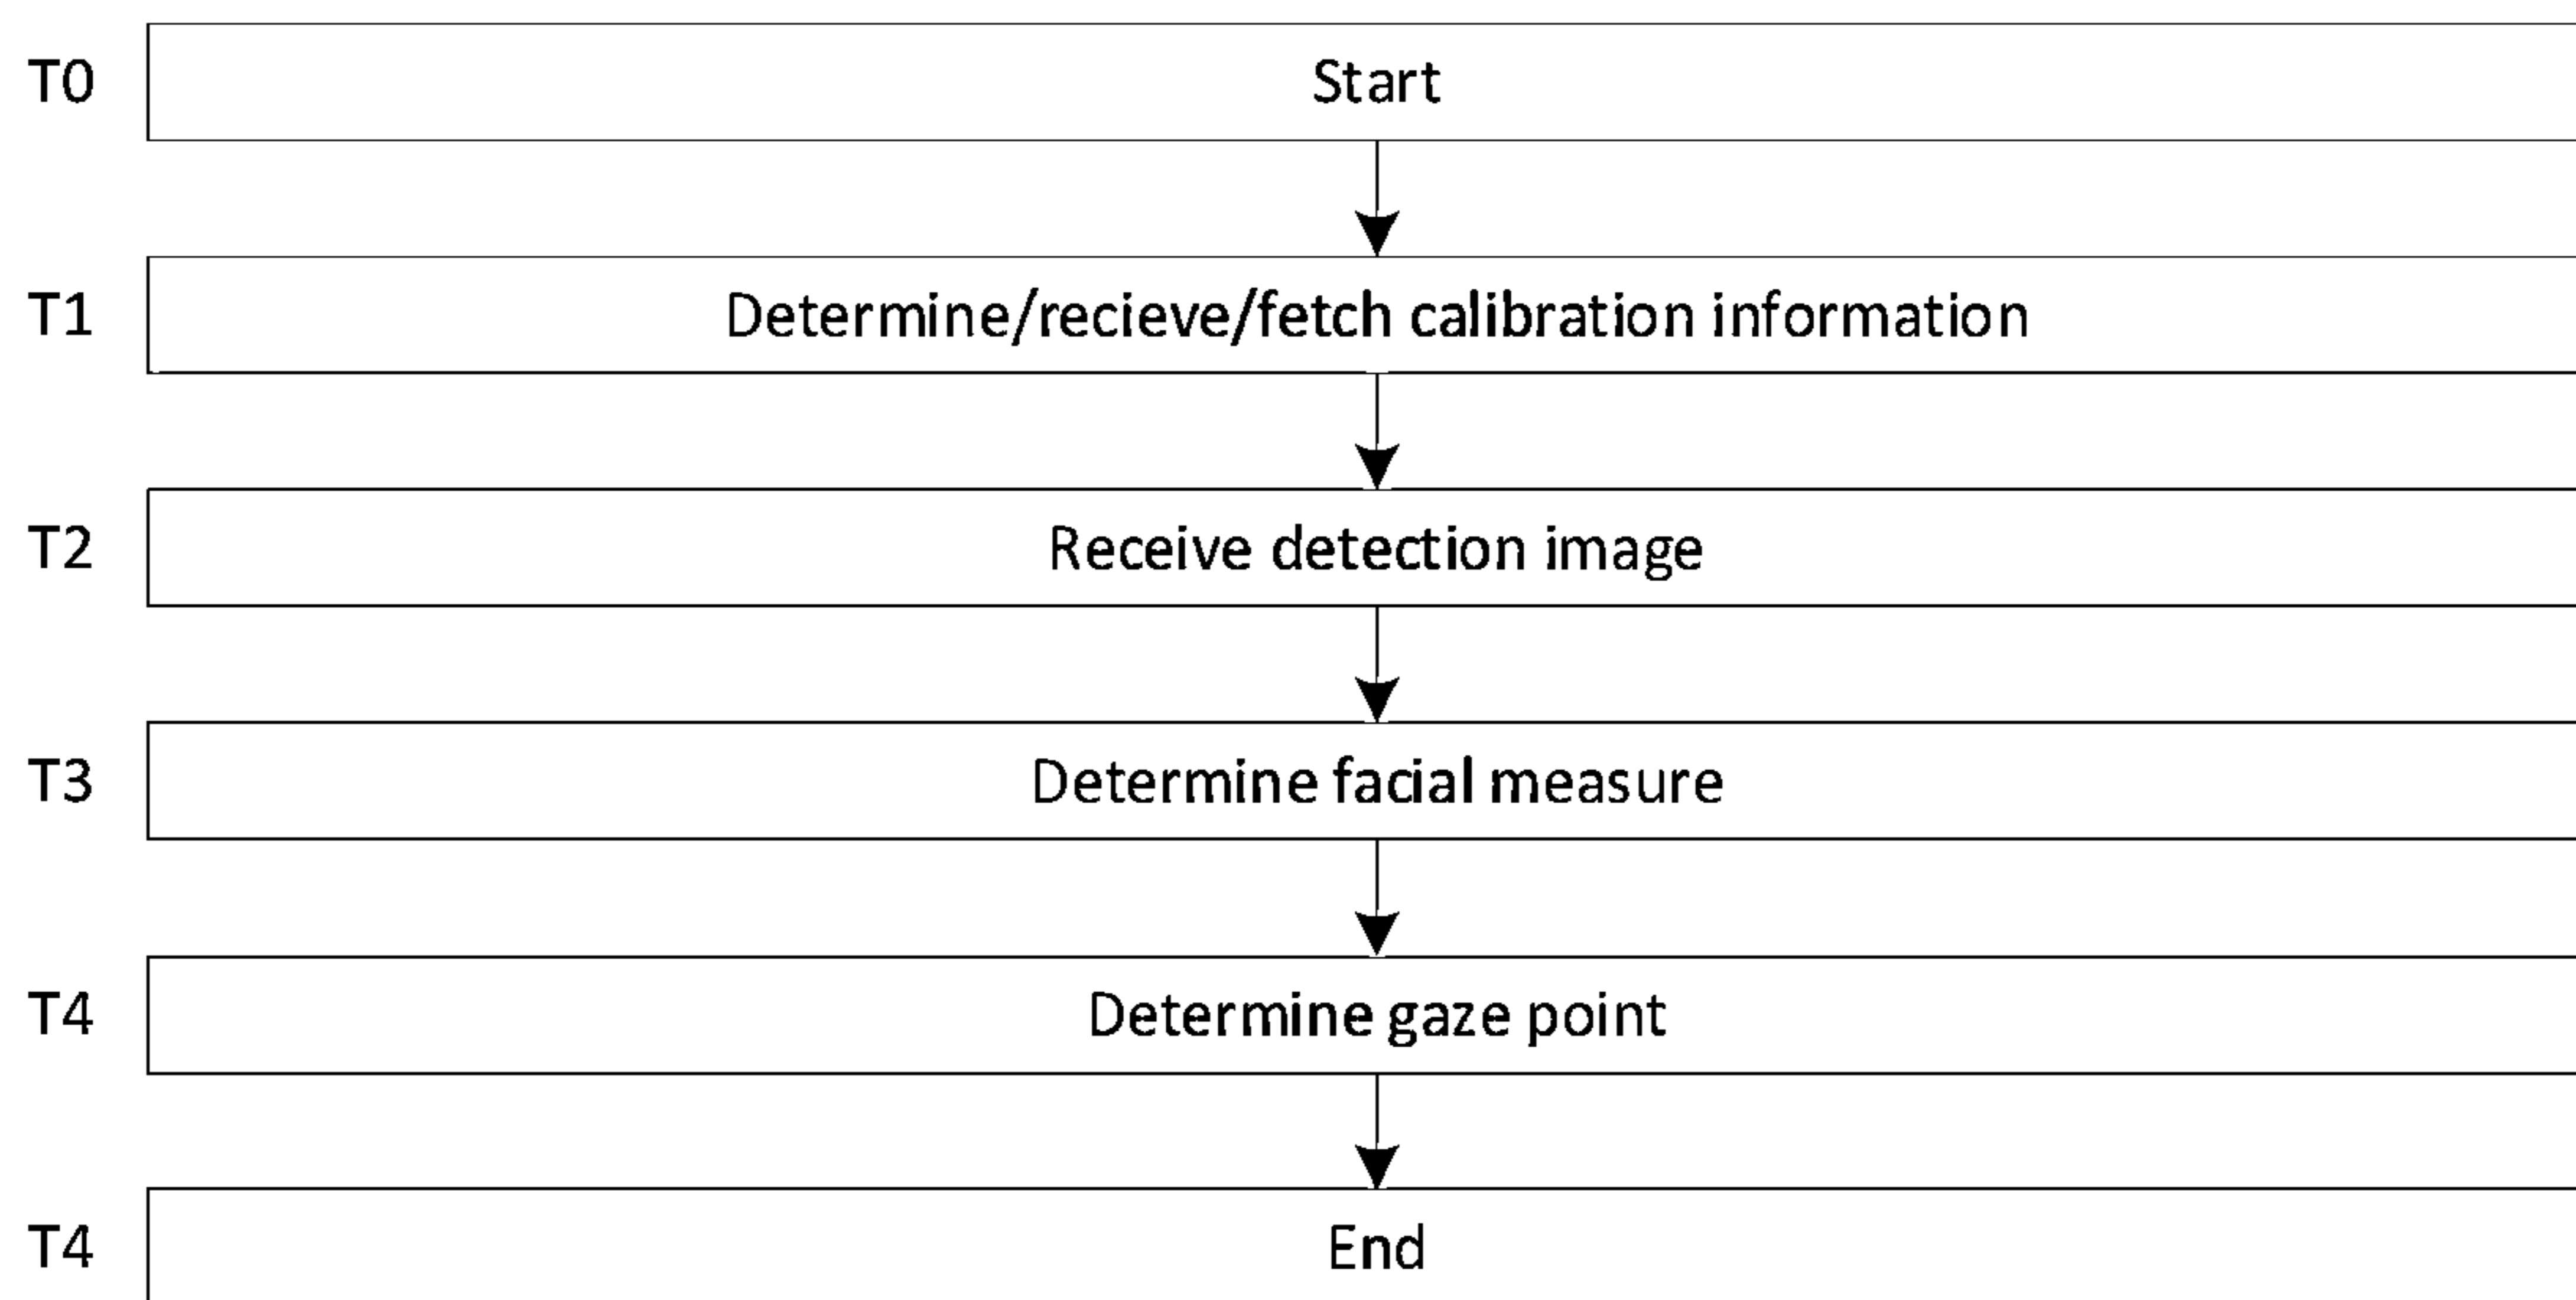 T0 Start
T1 Determine/recieve/fetch calibration information
T2 Receive detection image
T3 Determine facial measure
T4 Determine gaze point
T4 End